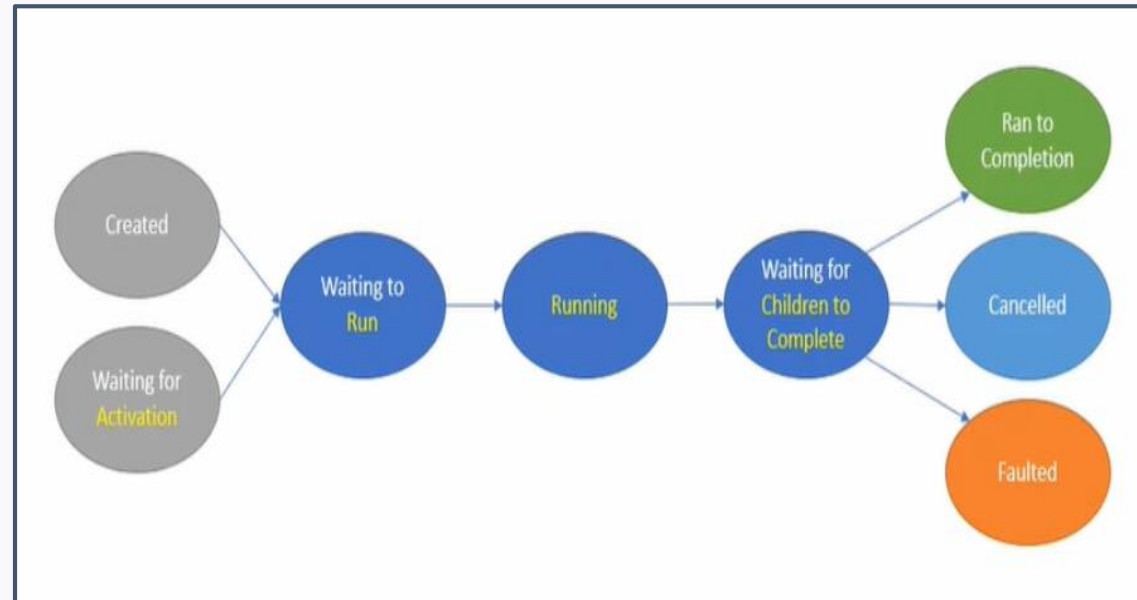 Created
Waiting for
Activation
Waiting to
Run
Running
Waiting for
Children to
Complete
Ran to
Completion
Cancelled
Faulted